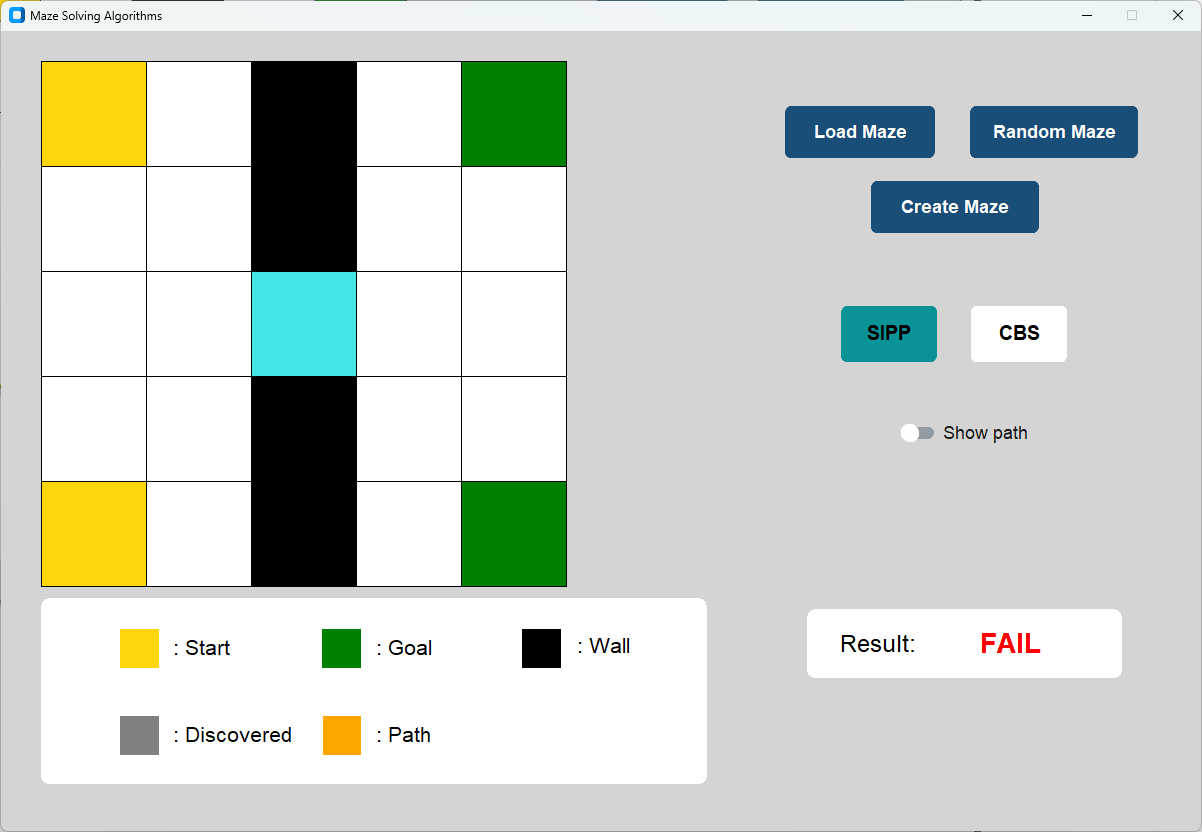 Maze Solving Algorithms
Load Maze
Random Maze
Create Maze
SIPP
CBS
Show path
: Start
: Goal
: Wall
: Discovered
: Path
Result:
FAIL